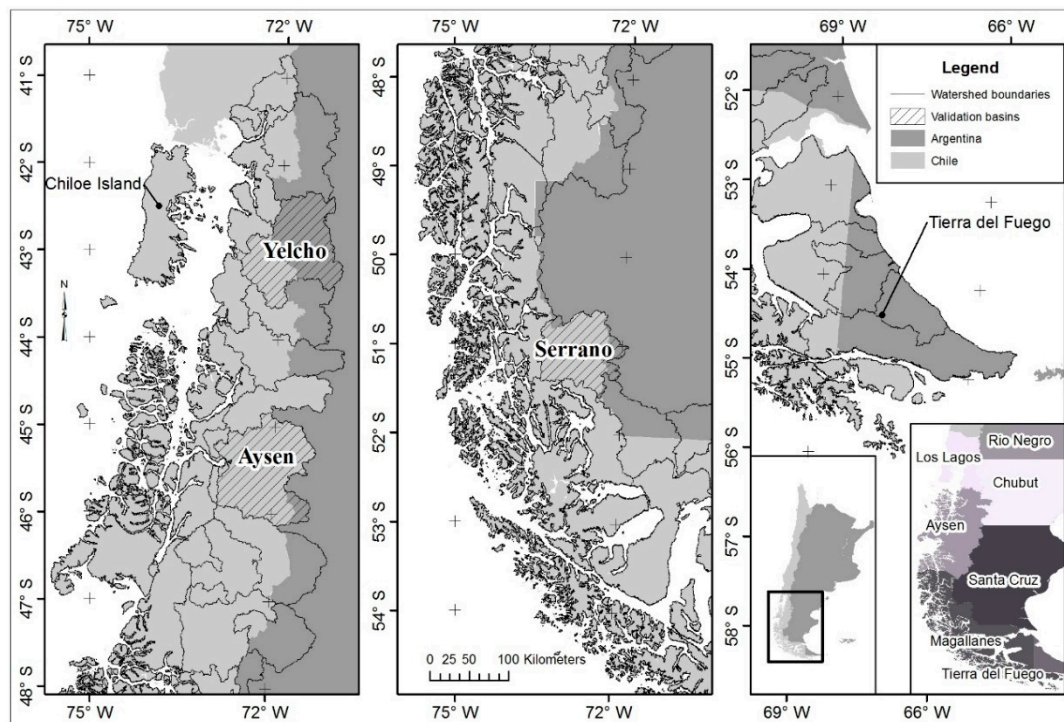 75° W
72° W
75° W
72° W
69° W
66° W
41° S
42° S
43° S
44° S
45° S
46° S
47° S
48° S
Chiloe Island
Yelcho
Aysen
N
75° W
72° W
48° S
49° S
50° S
51° S
52° S
53° S
54° S
Serrano
0 25 50 100 Kilometers
75° W
72° W
52° S
53° S
54° S
55° S
56° S
57° S
58° S
Legend
Watershed boundaries
Validation basins
Argentina
Chile
Tierra del Fuego
Rio Negro
Los Lagos
Chubut
Aysen
Santa Cruz
Magallanes
Tierra del Fuego
69° W
66° W